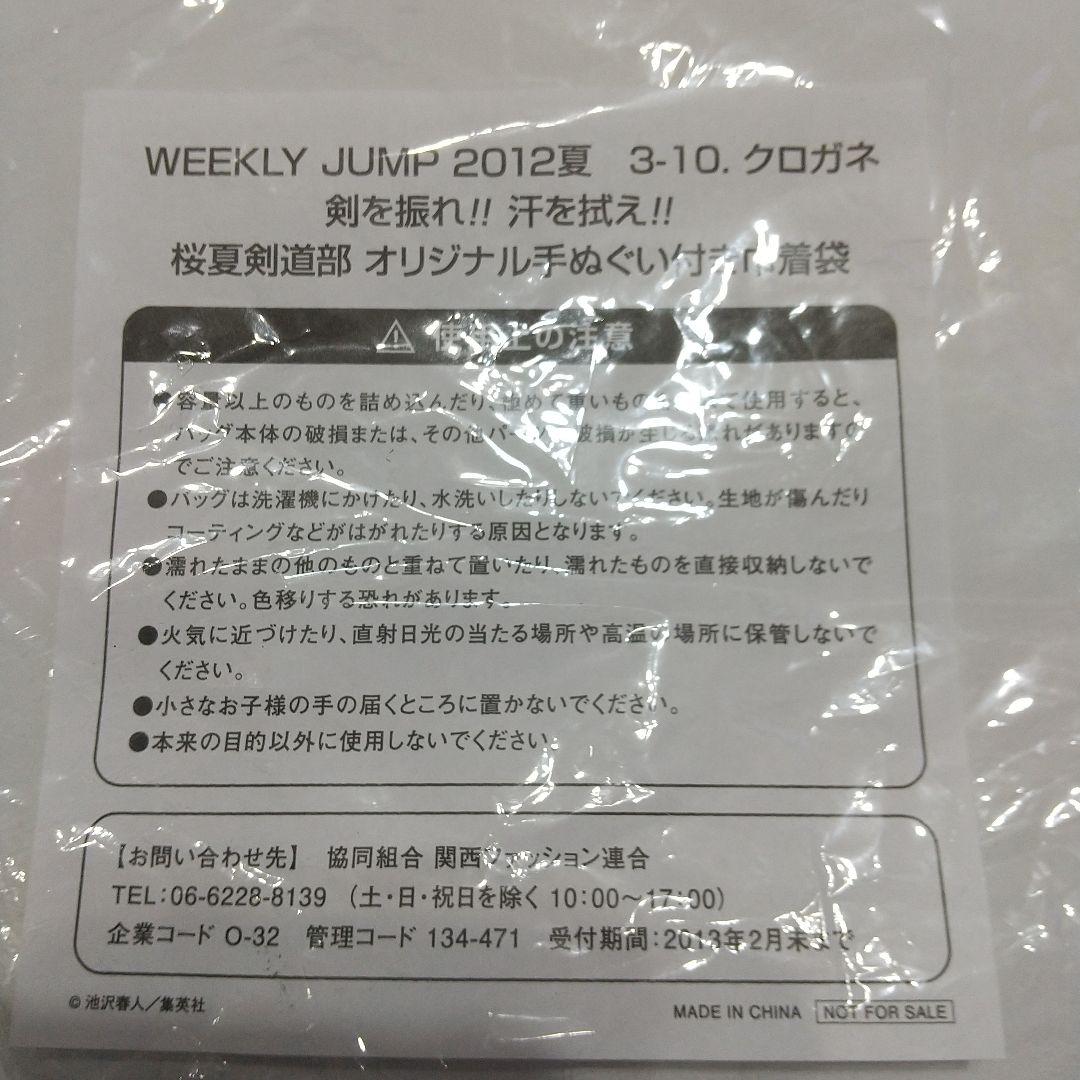 WEEKLY JUMP 2012夏 3-10. クロガネ
剣を振れ!! 汗を拭え!!
桜夏剣道部 オリジナル手ぬぐい付き巾着袋
⚠ 使用上の注意
●容量以上のものを詰め込んだり、極めて重いもの使用すると、
バッグ本体の破損または、その他パーツの破損が生じる恐れがありますの
でご注意ください。
●バッグは洗濯機にかけたり、水洗いしたりしないでください。生地が傷んだり
コーティングなどがはがれたりする原因となります。
●濡れたままの他のものと重ねて置いたり、濡れたものを直接収納しないで
ください。色移りする恐れがあります。
●火気に近づけたり、直射日光の当たる場所や高温の場所に保管しないで
ください。
●小さなお子様の手の届くところに置かないでください。
●本来の目的以外に使用しないでください。
【お問い合わせ先】 協同組合 関西ファッション連合
TEL:06-6228-8139 (土・日・祝日を除く 10:00〜17:00)
企業コード O-32 管理コード 134-471 受付期間:2013年2月末まで
© 池沢春人/集英社
MADE IN CHINA NOT FOR SALE